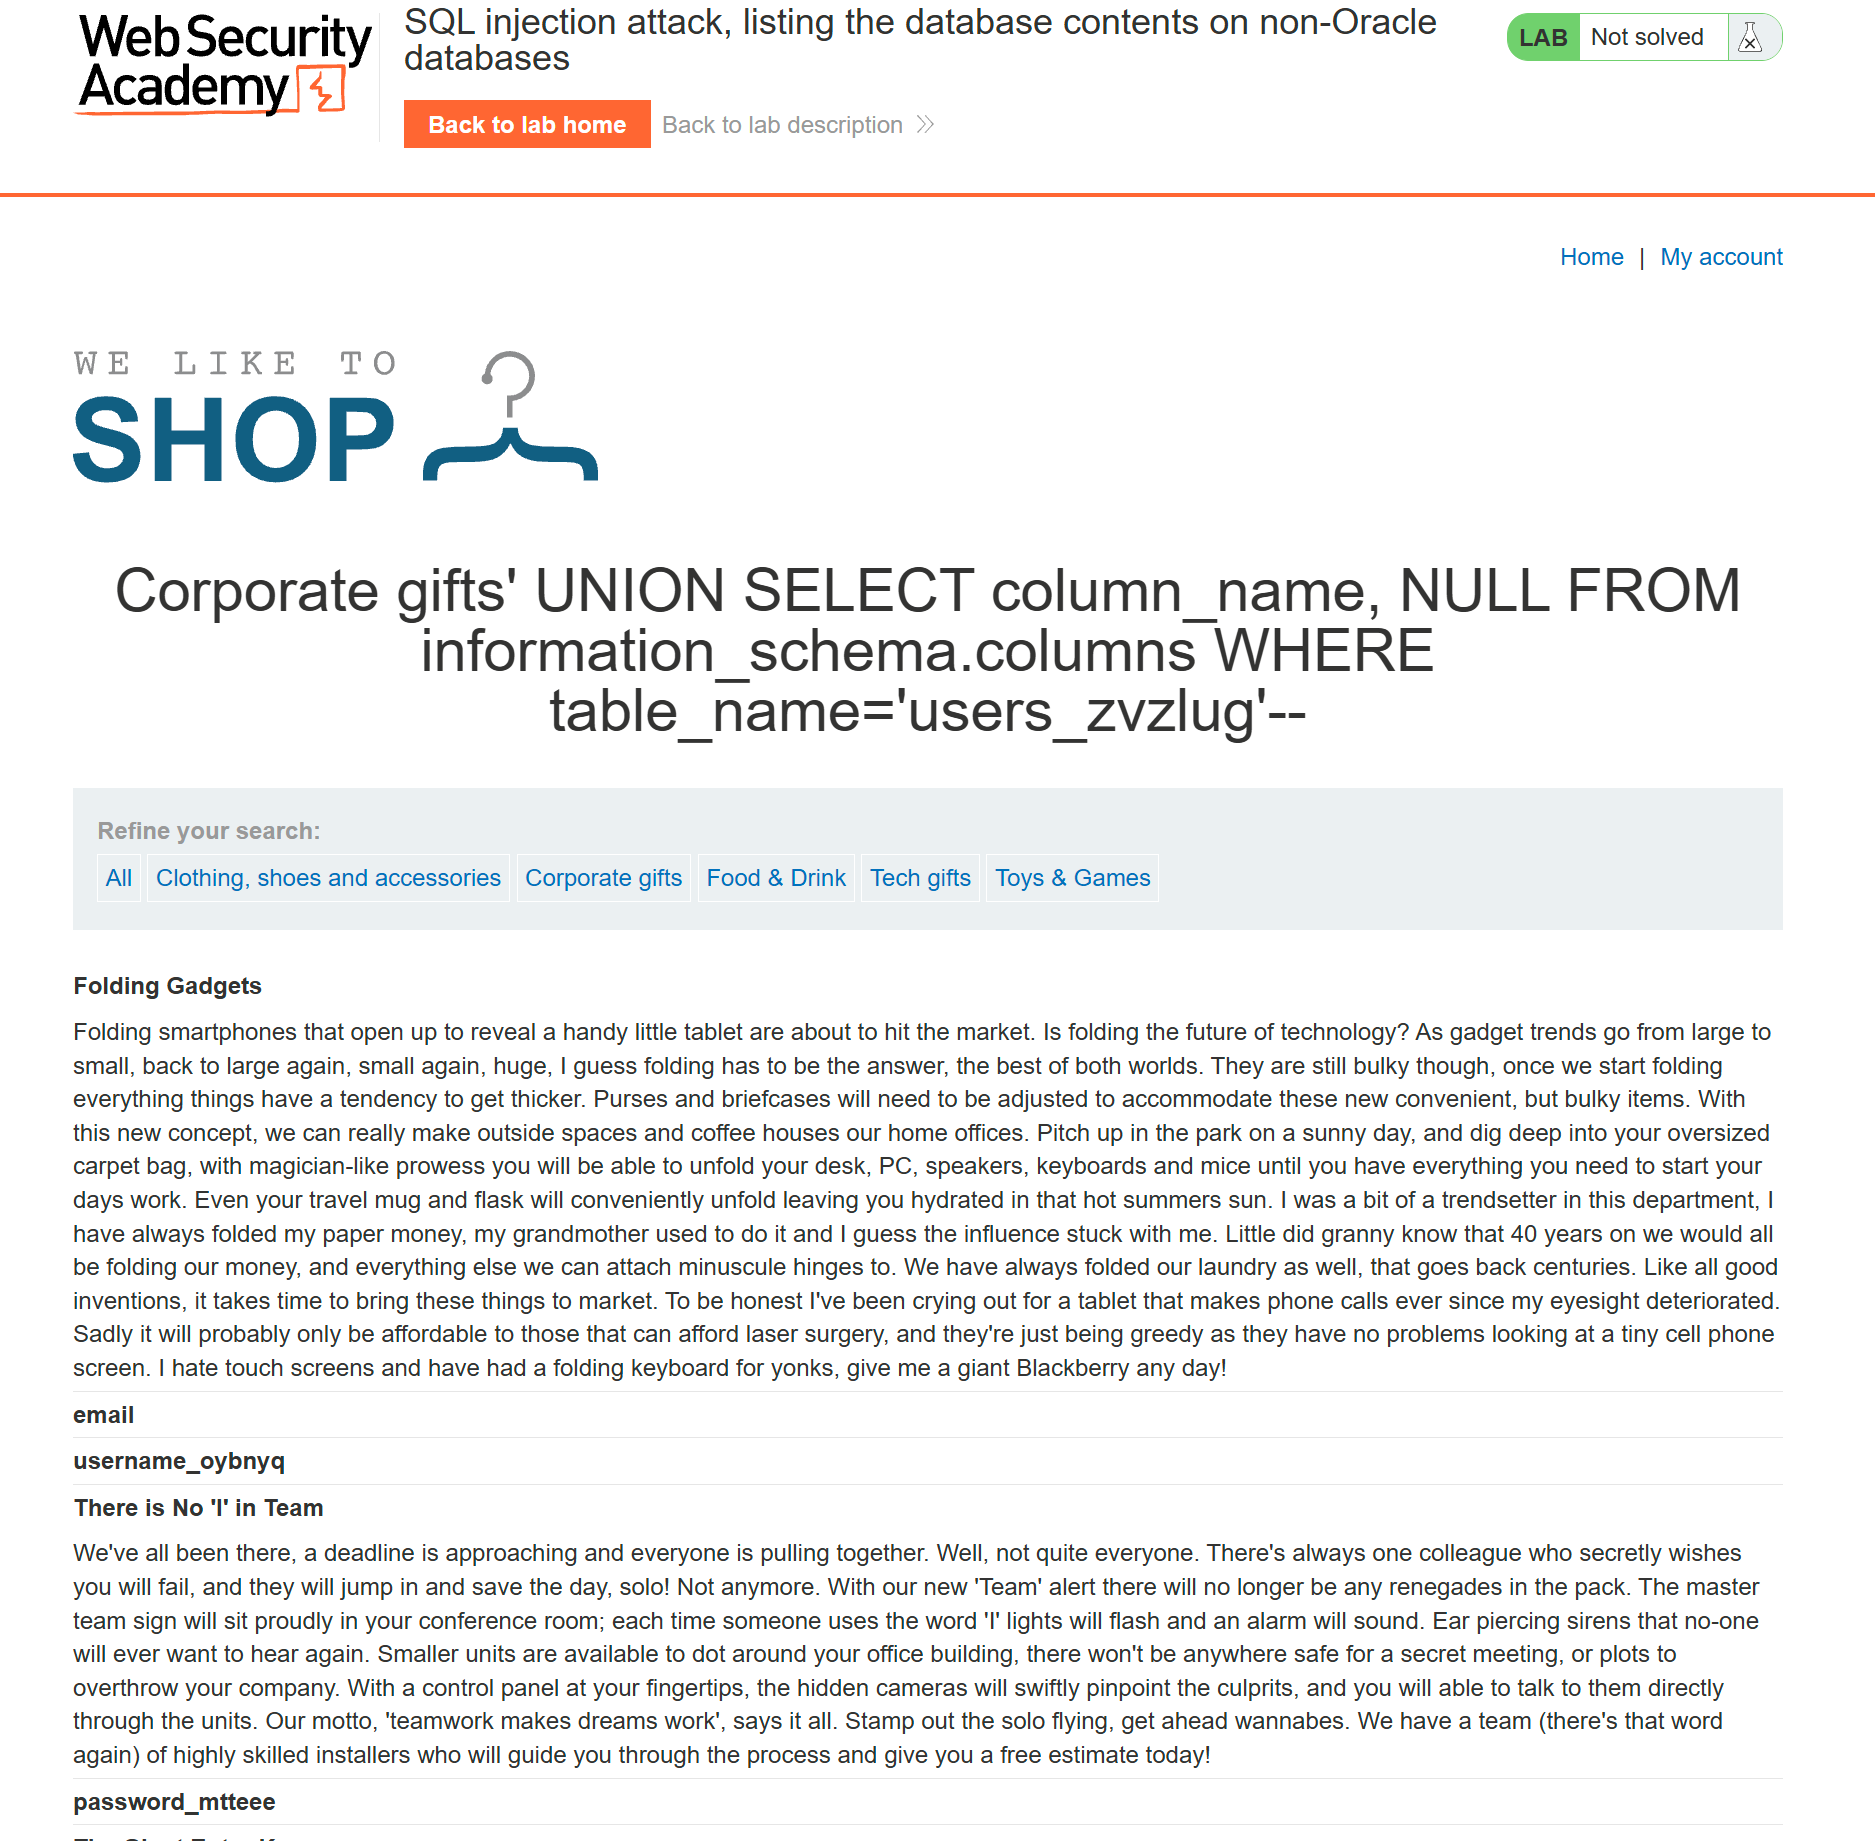 Web Security
Academy
SQL injection attack, listing the database contents on non-Oracle
databases
LAB Not solved
Back to lab home Back to lab description
Home | My account
WE LIKE TO
SHOP
Corporate gifts' UNION SELECT column_name, NULL FROM
information_schema.columns WHERE
table_name='users_zvzlug'--
Refine your search:
All Clothing, shoes and accessories Corporate gifts Food & Drink Tech gifts Toys & Games
Folding Gadgets
Folding smartphones that open up to reveal a handy little tablet are about to hit the market. Is folding the future of technology? As gadget trends go from large to
small, back to large again, small again, huge, I guess folding has to be the answer, the best of both worlds. They are still bulky though, once we start folding
everything things have a tendency to get thicker. Purses and briefcases will need to be adjusted to accommodate these new convenient, but bulky items. With
this new concept, we can really make outside spaces and coffee houses our home offices. Pitch up in the park on a sunny day, and dig deep into your oversized
carpet bag, with magician-like prowess you will be able to unfold your desk, PC, speakers, keyboards and mice until you have everything you need to start your
days work. Even your travel mug and flask will conveniently unfold leaving you hydrated in that hot summers sun. I was a bit of a trendsetter in this department, I
have always folded my paper money, my grandmother used to do it and I guess the influence stuck with me. Little did granny know that 40 years on we would all
be folding our money, and everything else we can attach minuscule hinges to. We have always folded our laundry as well, that goes back centuries. Like all good
inventions, it takes time to bring these things to market. To be honest I've been crying out for a tablet that makes phone calls ever since my eyesight deteriorated.
Sadly it will probably only be affordable to those that can afford laser surgery, and they're just being greedy as they have no problems looking at a tiny cell phone
screen. I hate touch screens and have had a folding keyboard for yonks, give me a giant Blackberry any day!
email
username_oybnyq
There is No 'I' in Team
We've all been there, a deadline is approaching and everyone is pulling together. Well, not quite everyone. There's always one colleague who secretly wishes
you will fail, and they will jump in and save the day, solo! Not anymore. With our new 'Team' alert there will no longer be any renegades in the pack. The master
team sign will sit proudly in your conference room; each time someone uses the word 'I' lights will flash and an alarm will sound. Ear piercing sirens that no-one
will ever want to hear again. Smaller units are available to dot around your office building, there won't be anywhere safe for a secret meeting, or plots to
overthrow your company. With a control panel at your fingertips, the hidden cameras will swiftly pinpoint the culprits, and you will able to talk to them directly
through the units. Our motto, 'teamwork makes dreams work', says it all. Stamp out the solo flying, get ahead wannabes. We have a team (there's that word
again) of highly skilled installers who will guide you through the process and give you a free estimate today!
password_mtteee